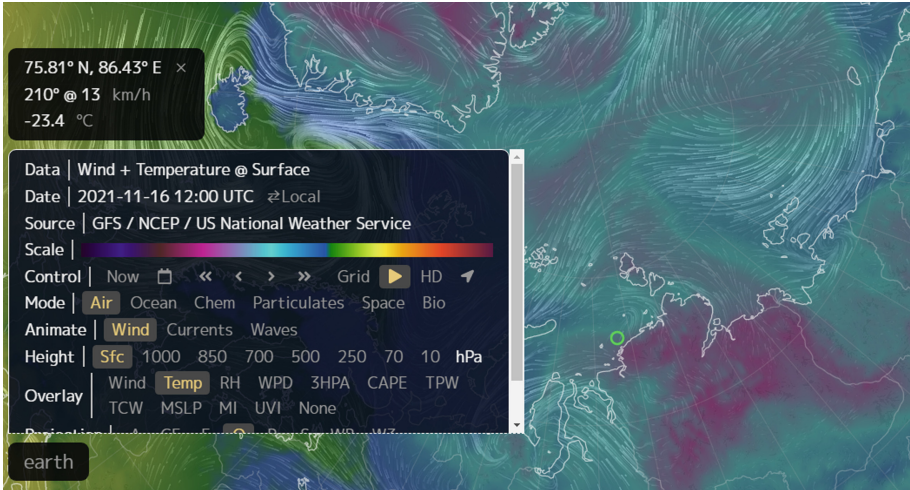 75.81° N, 86.43° E ×
210° @ 13 km/h
-23.4 °C
Data | Wind + Temperature @ Surface
Date | 2021-11-16 12:00 UTC ⇄Local
Source | GFS / NCEP / US National Weather Service
Scale |
Control | Now « ‹ › » Grid HD
Mode | Air Ocean Chem Particulates Space Bio
Animate | Wind Currents Waves
Height | Sfc 1000 850 700 500 250 70 10 hPa
Overlay | Wind Temp RH WPD 3HPA CAPE TPW
TCW MSLP MI UVI None
earth